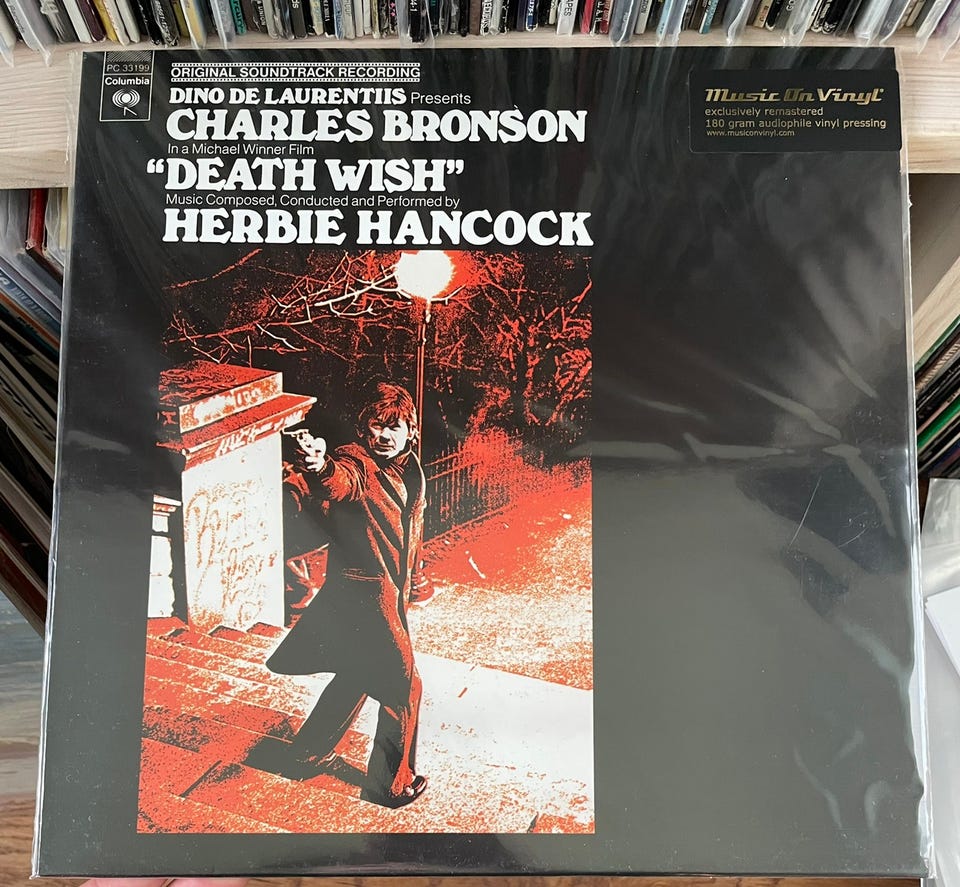 PC 33199
Columbia
ORIGINAL SOUNDTRACK RECORDING
DINO DE LAURENTIIS Presents
CHARLES BRONSON
In a Michael Winner Film
“DEATH WISH”
Music Composed, Conducted and Performed by
HERBIE HANCOCK
Music On Vinyl
exclusively remastered
180 gram audiophile vinyl pressing
www.musiconvinyl.com